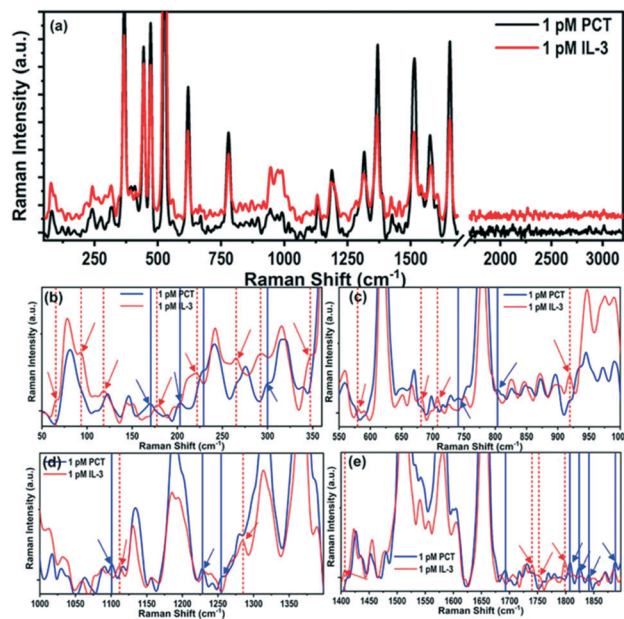 (a)
1 pM PCT
1 pM IL-3
Raman Intensity (a.u.)
250 500 750 1000 1250 1500 2000 2500 3000
Raman Shift (cm-1)
(b)
1 pM PCT
1 pM IL-3
Raman Intensity (a.u.)
50 100 150 200 250 300 350
Raman Shift (cm-1)
(c)
1 pM PCT
1 pM IL-3
Raman Intensity (a.u.)
550 600 650 700 750 800 850 900 950 1000
Raman Shift (cm-1)
(d)
1 pM PCT
1 pM IL-3
Raman Intensity (a.u.)
1000 1050 1100 1150 1200 1250 1300 1350
Raman Shift (cm-1)
(e)
1 pM PCT
1 pM IL-3
Raman Intensity (a.u.)
1400 1450 1500 1550 1600 1650 1700 1750 1800 1850
Raman Shift (cm-1)